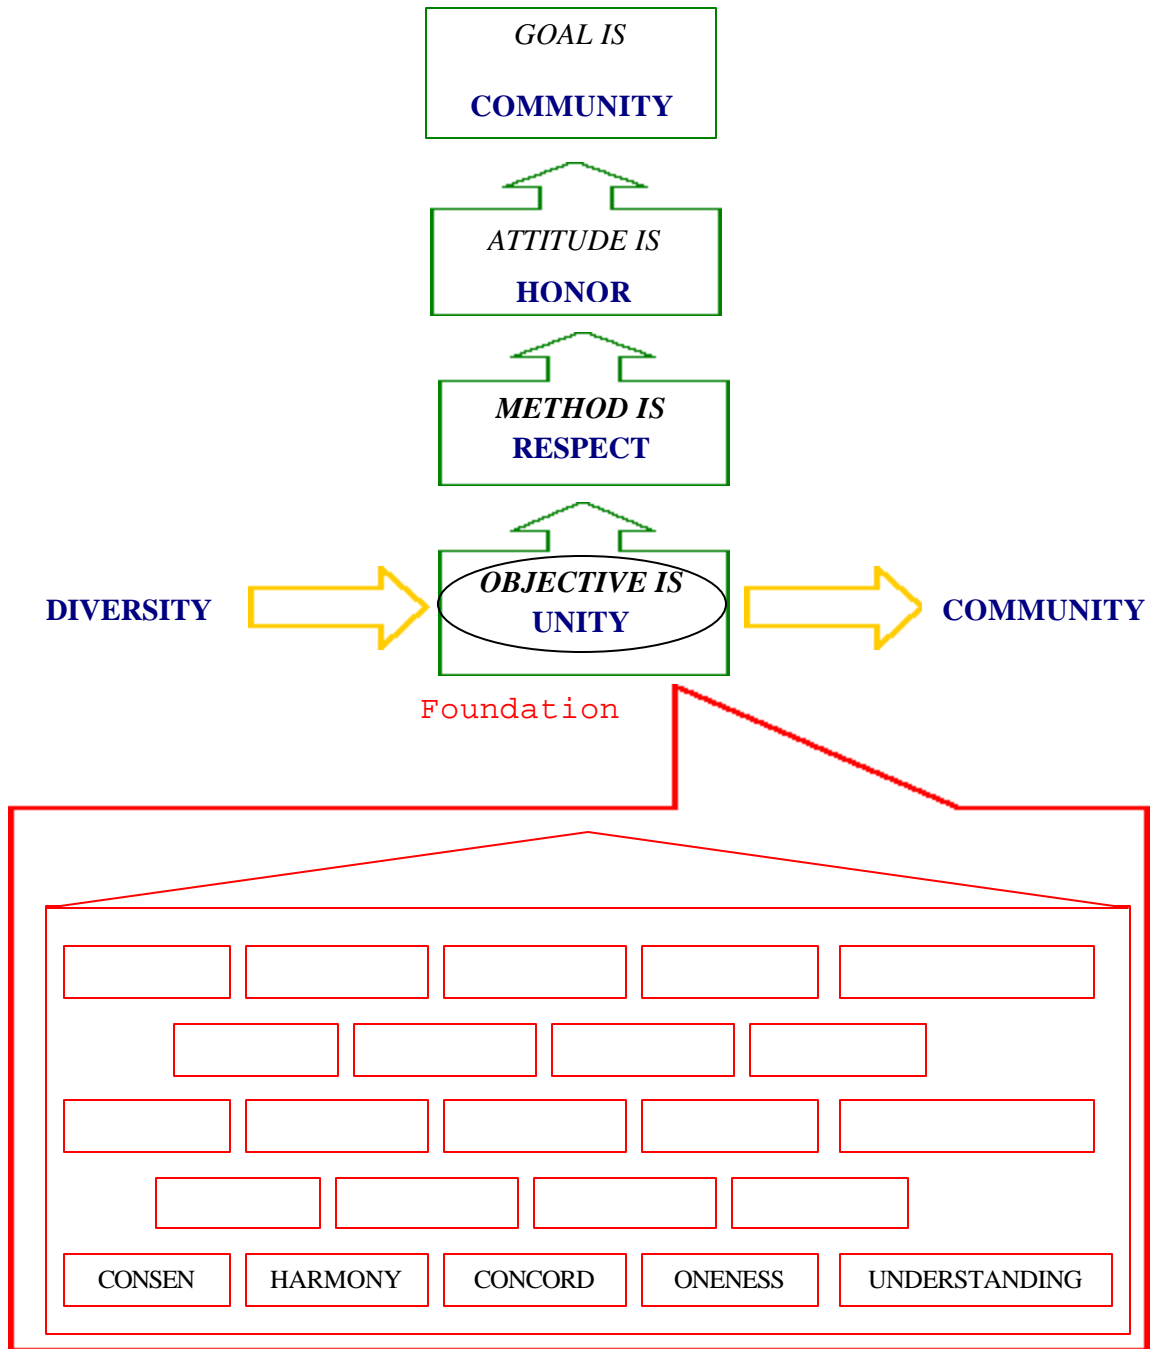 GOAL IS
COMMUNITY
ATTITUDE IS
HONOR
METHOD IS
RESPECT
OBJECTIVE IS
UNITY
DIVERSITY
COMMUNITY
Foundation
CONSEN
HARMONY
CONCORD
ONENESS
UNDERSTANDING